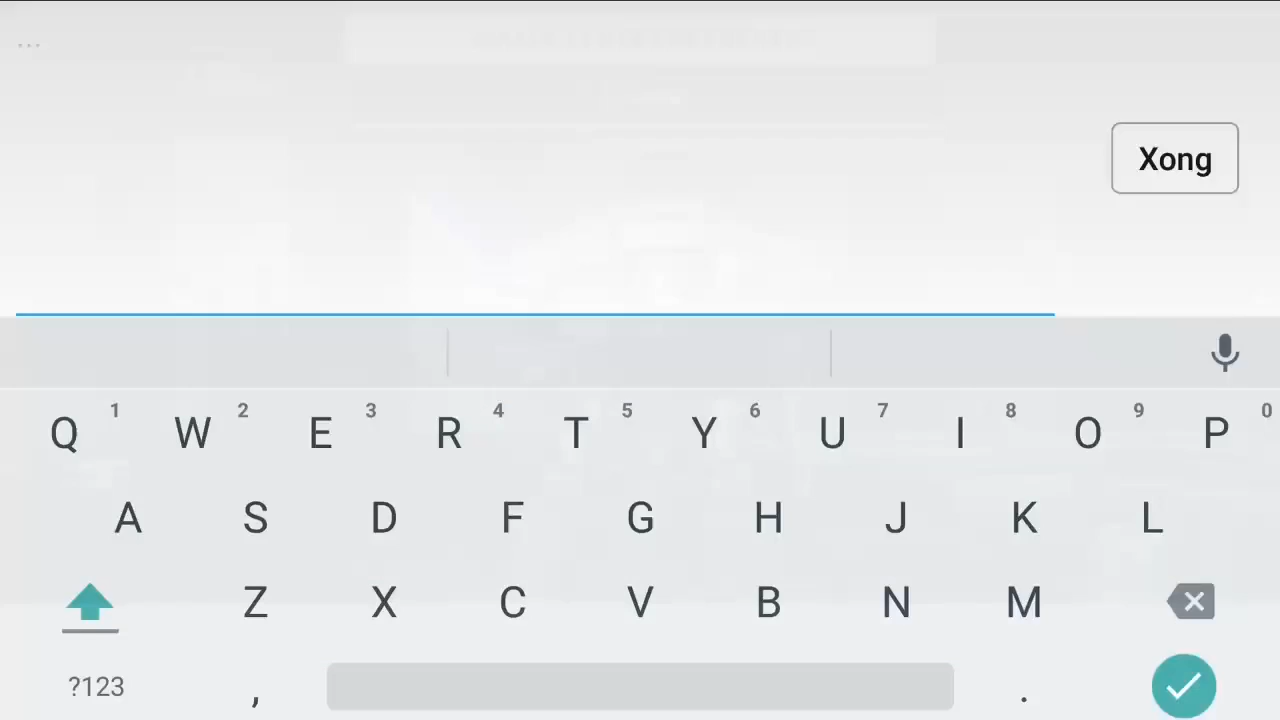 ...
Xong
1 2 3 4 5 6 7 8 9 0
Q W E R T Y U I O P
A S D F G H J K L
Z X C V B N M
?123 , .